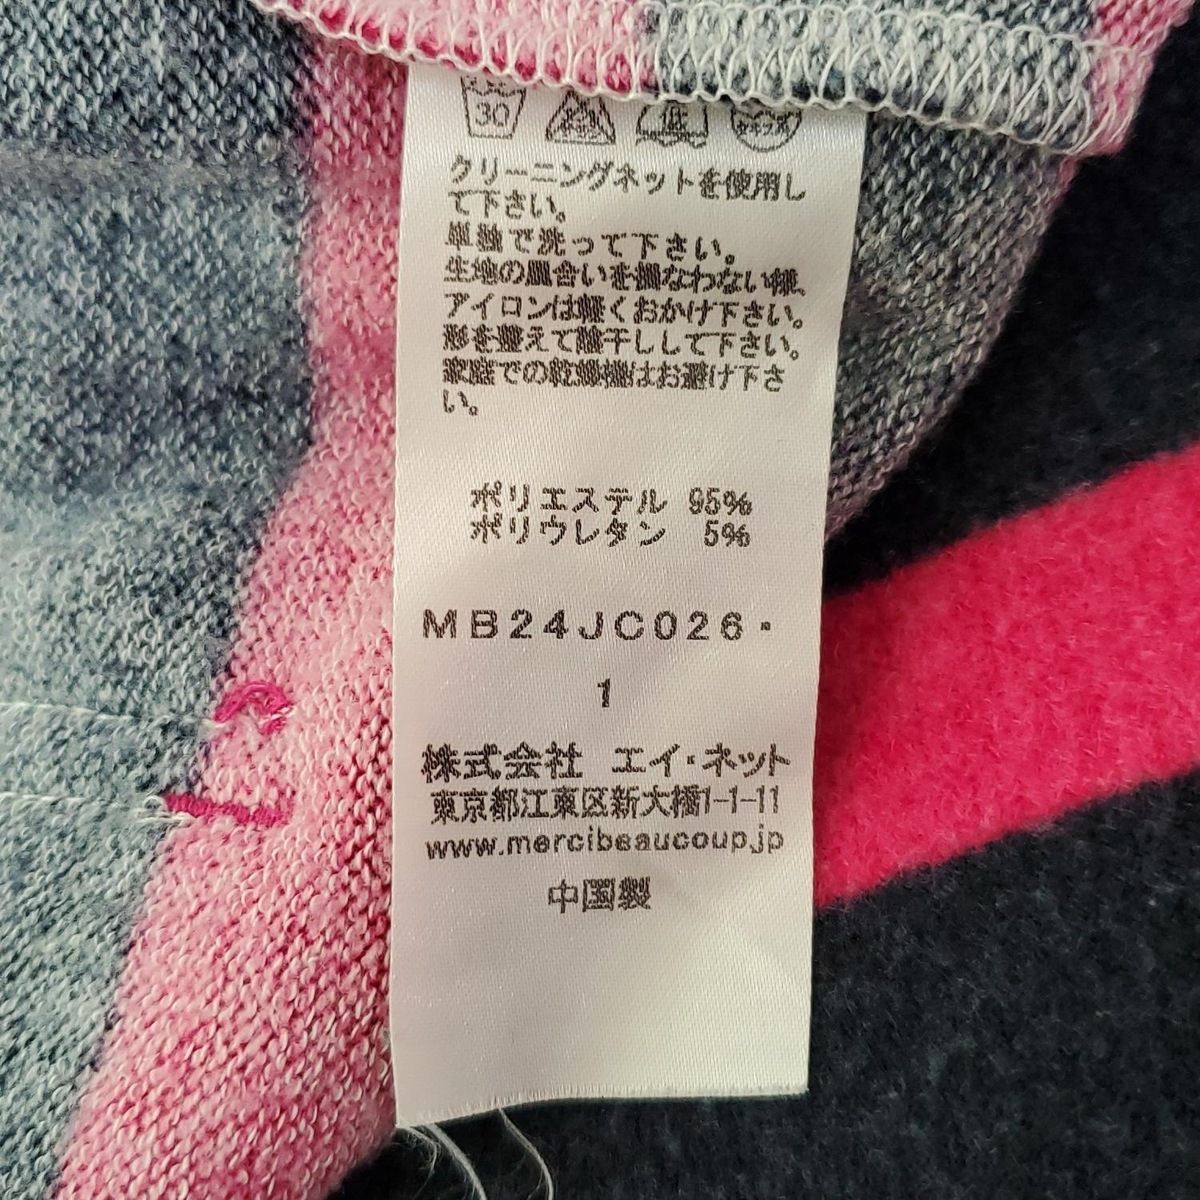 30 低
クリーニングネットを使用し
て下さい。
単独で洗って下さい。
生地の風合いを損なわない様、
アイロンは軽くおかけ下さい。
形を整えて陰干しして下さい。
家庭での乾燥機はお避け下さ
い。
ポリエステル 95%
ポリウレタン 5%
MB24JC026・
1
株式会社 エイ・ネット
東京都江東区新大橋1-1-11
www.mercibeaucoup.jp
中国製